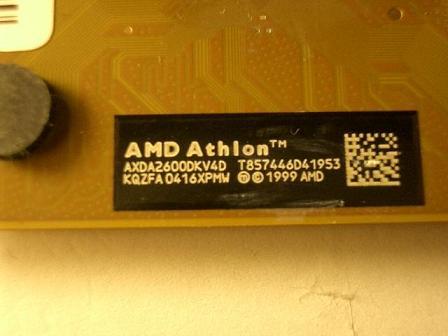 AMD Athlon™
AXDA2600DKV4D T857446D41953
KQZFA 0416XPMW Ⓜ © 1999 AMD